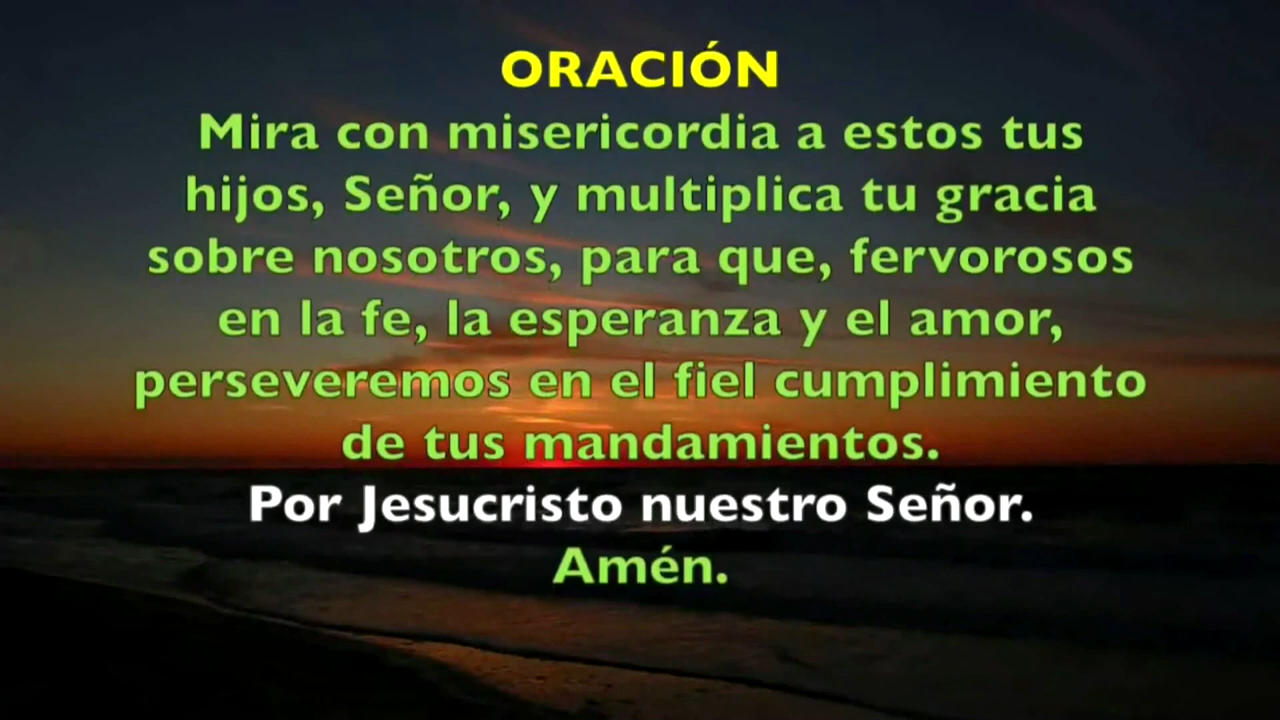 ORACIÓN
Mira con misericordia a estos tus
hijos, Señor, y multiplica tu gracia
sobre nosotros, para que, fervorosos
en la fe, la esperanza y el amor,
perseveremos en el fiel cumplimiento
de tus mandamientos.
Por Jesucristo nuestro Señor.
Amén.